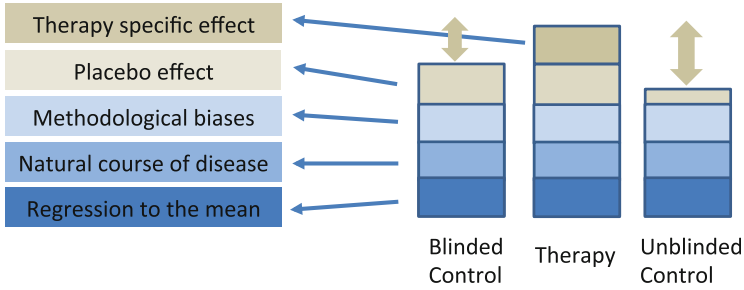 Therapy specific effect
Placebo effect
Methodological biases
Natural course of disease
Regression to the mean
Blinded
Control
Therapy
Unblinded
Control